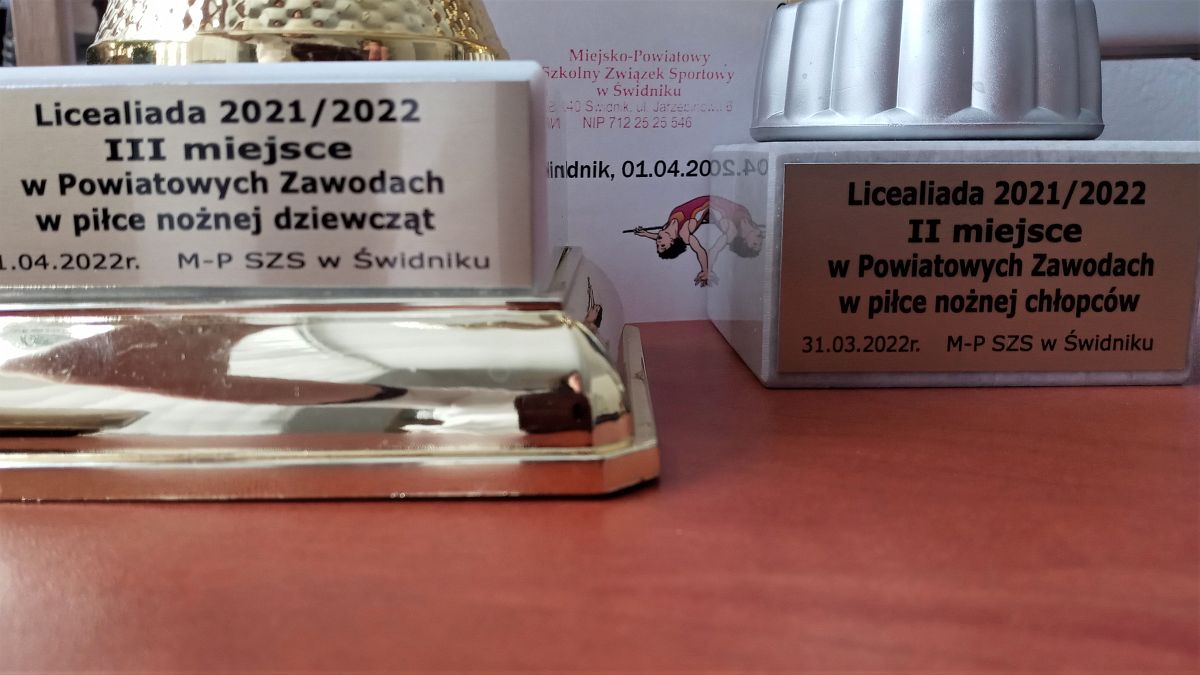 Licealiada 2021/2022
III miejsce
w Powiatowych Zawodach
w piłce nożnej dziewcząt
1.04.2022r. M-P SZS w Świdniku
Miejsko-Powiatowy
Szkolny Związek Sportowy
w Świdniku
NIP 712 25 25 546
01.04.20
Licealiada 2021/2022
II miejsce
w Powiatowych Zawodach
w piłce nożnej chłopców
31.03.2022r. M-P SZS w Świdniku